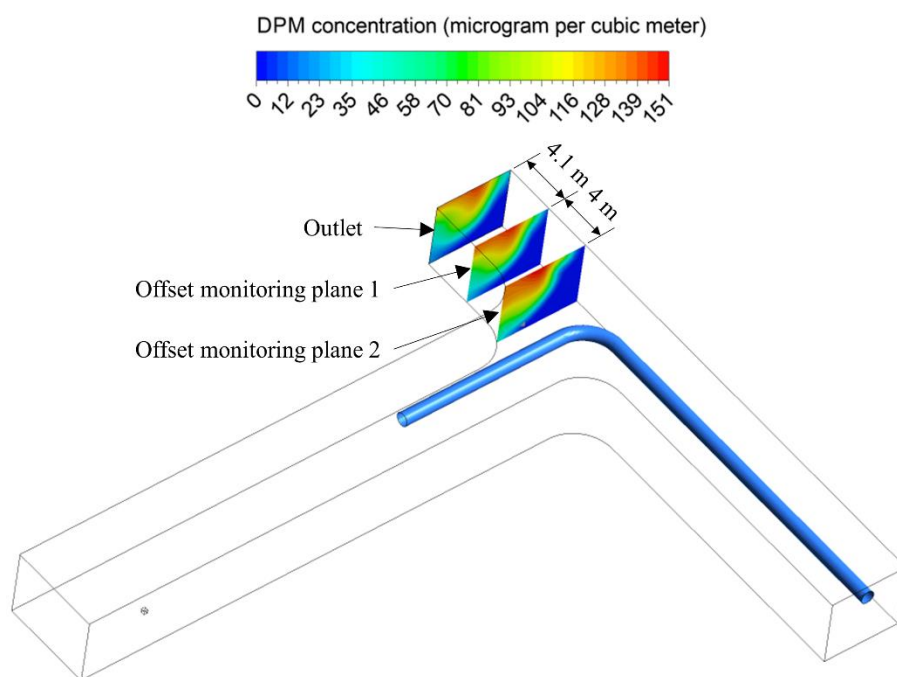 DPM concentration (microgram per cubic meter)
0 12 23 35 46 58 70 81 93 104 116 128 139 151
4.1 m 4 m
Outlet
Offset monitoring plane 1
Offset monitoring plane 2